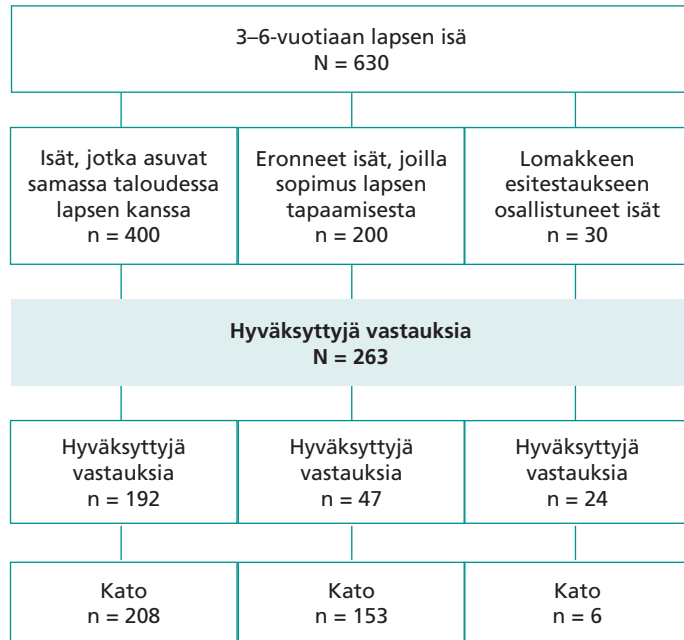 3–6-vuotiaan lapsen isä
N = 630
Isät, jotka asuvat
samassa taloudessa
lapsen kanssa
n = 400
Eronneet isät, joilla
sopimus lapsen
tapaamisesta
n = 200
Lomakkeen
esitestaukseen
osallistuneet isät
n = 30
Hyväksyttyjä vastauksia
N = 263
Hyväksyttyjä
vastauksia
n = 192
Hyväksyttyjä
vastauksia
n = 47
Hyväksyttyjä
vastauksia
n = 24
Kato
n = 208
Kato
n = 153
Kato
n = 6